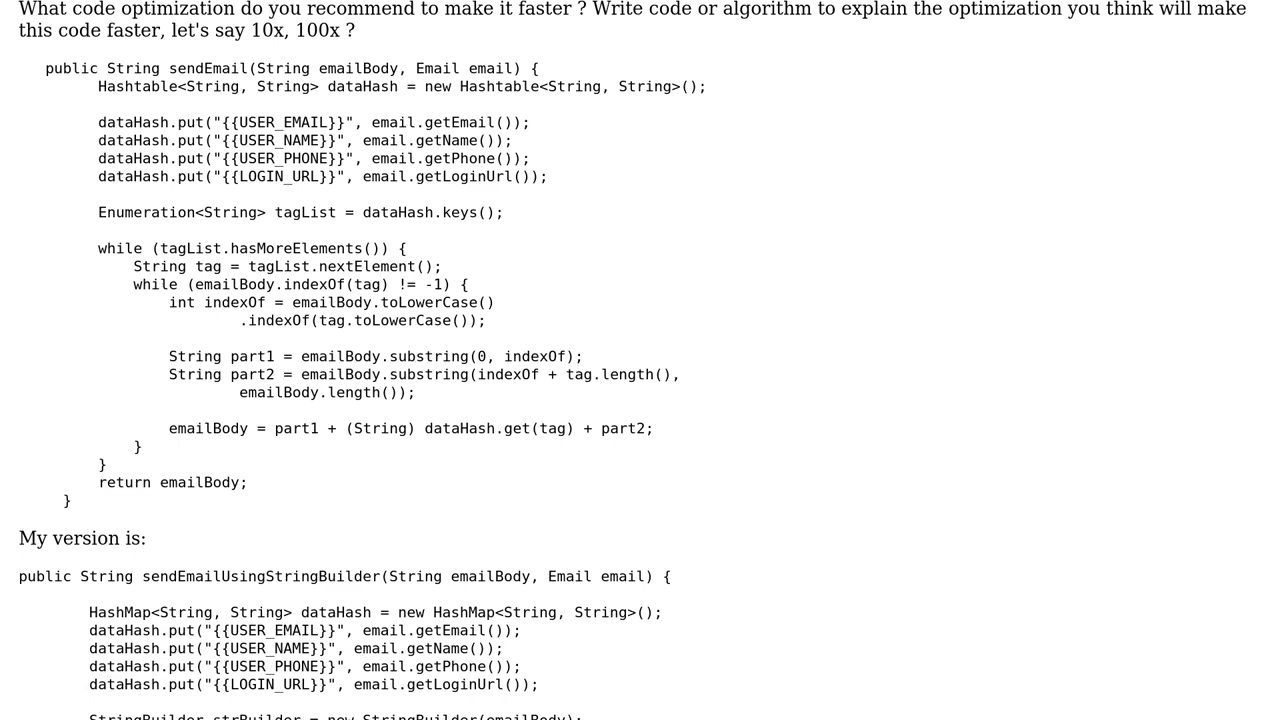 What code optimization do you recommend to make it faster ? Write code or algorithm to explain the optimization you think will make
this code faster, let's say 10x, 100x ?
public String sendEmail(String emailBody, Email email) {
Hashtable<String, String> dataHash = new Hashtable<String, String>();
dataHash.put("{{USER_EMAIL}}", email.getEmail());
dataHash.put("{{USER_NAME}}", email.getName());
dataHash.put("{{USER_PHONE}}", email.getPhone());
dataHash.put("{{LOGIN_URL}}", email.getLoginUrl());
Enumeration<String> tagList = dataHash.keys();
while (tagList.hasMoreElements()) {
String tag = tagList.nextElement();
while (emailBody.indexOf(tag) != -1) {
int indexOf = emailBody.toLowerCase()
.indexOf(tag.toLowerCase());
String part1 = emailBody.substring(0, indexOf);
String part2 = emailBody.substring(indexOf + tag.length(),
emailBody.length());
emailBody = part1 + (String) dataHash.get(tag) + part2;
}
}
return emailBody;
}
My version is:
public String sendEmailUsingStringBuilder(String emailBody, Email email) {
HashMap<String, String> dataHash = new HashMap<String, String>();
dataHash.put("{{USER_EMAIL}}", email.getEmail());
dataHash.put("{{USER_NAME}}", email.getName());
dataHash.put("{{USER_PHONE}}", email.getPhone());
dataHash.put("{{LOGIN_URL}}", email.getLoginUrl());
StringBuilder strBuilder = new StringBuilder(emailBody);